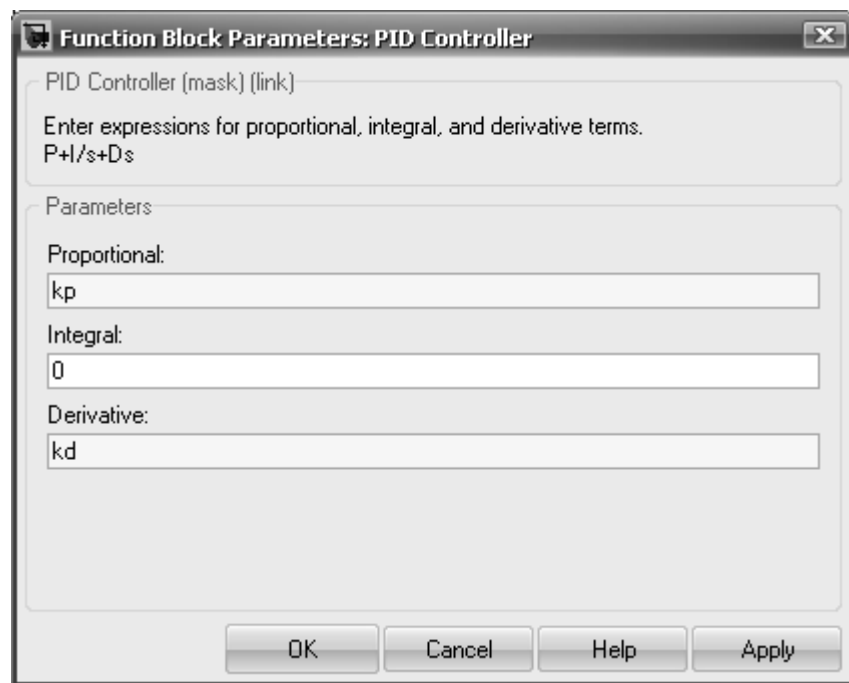 Function Block Parameters: PID Controller
PID Controller (mask) (link)
Enter expressions for proportional, integral, and derivative terms.
P+I/s+Ds
Parameters
Proportional:
kp
Integral:
0
Derivative:
kd
OK Cancel Help Apply